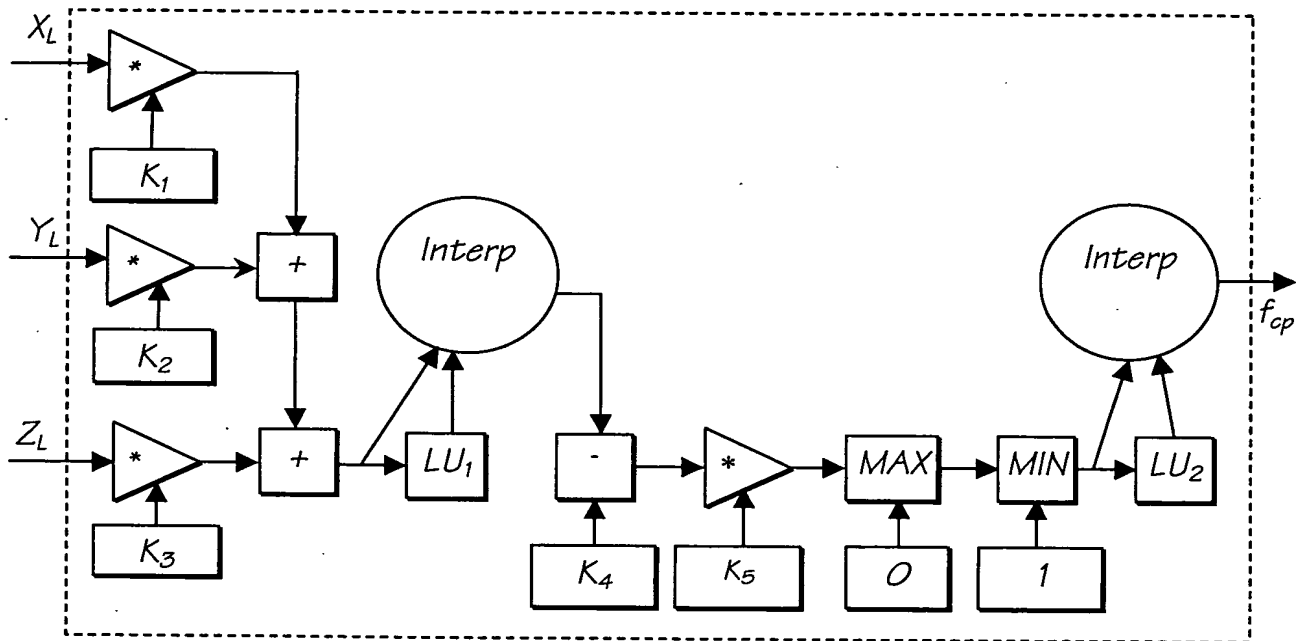 X_L
*
K_1
Y_L
*
+
K_2
Interp
Interp
f_cp
Z_L
*
+
LU_1
-
*
MAX
MIN
LU_2
K_3
K_4
K_5
0
1